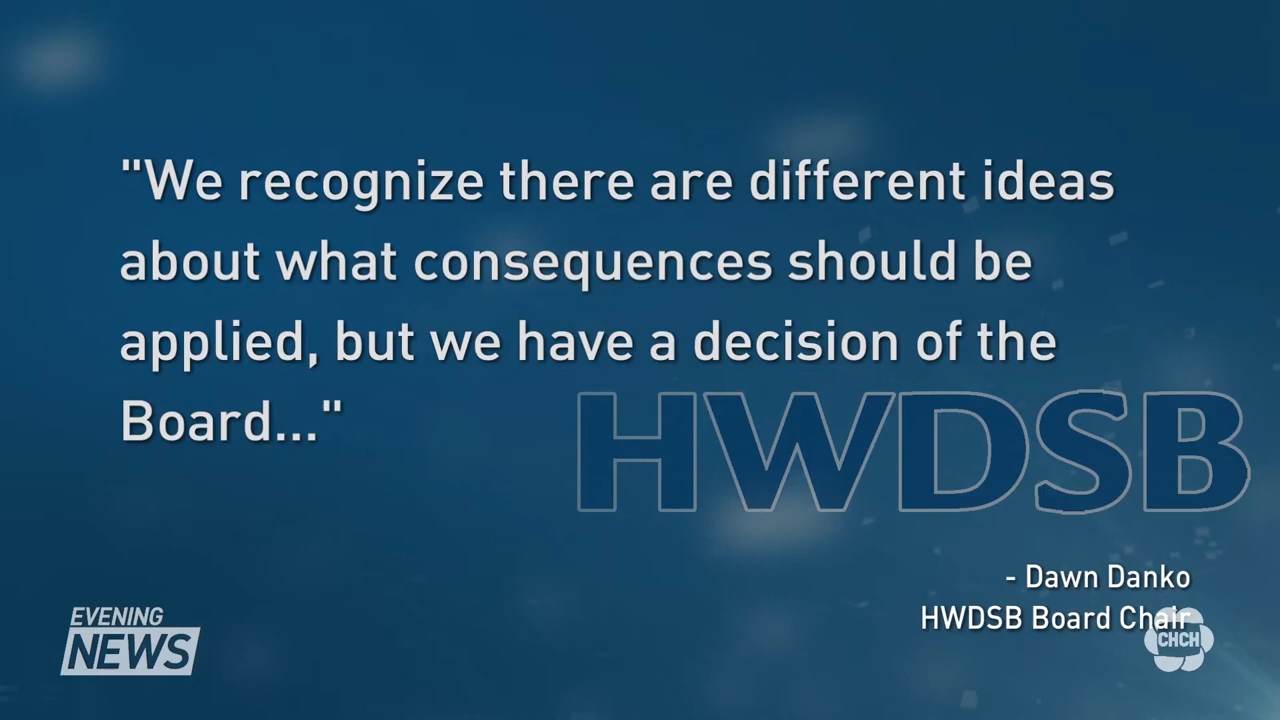 "We recognize there are different ideas
about what consequences should be
applied, but we have a decision of the
Board..."
HWDSB
- Dawn Danko
HWDSB Board Chair
EVENING
NEWS
CHCH